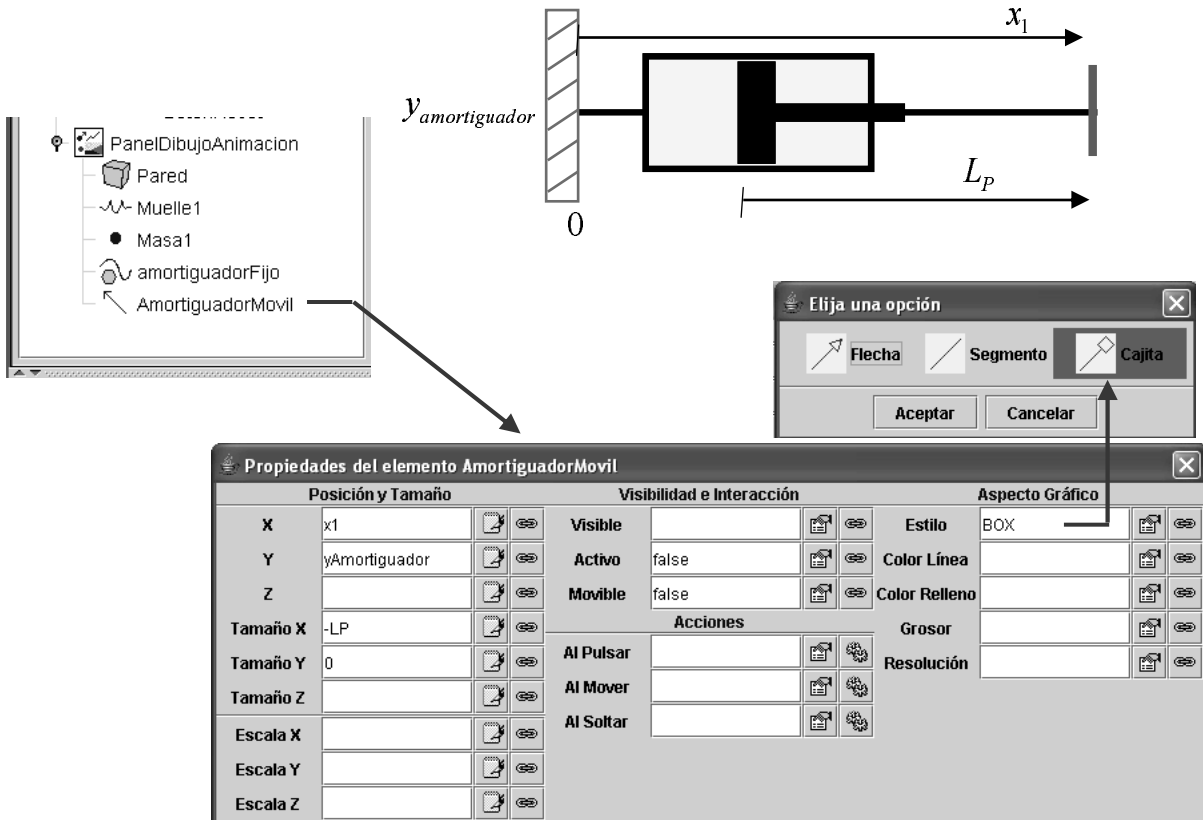 x1
yamortiguador
LP
0
PanelDibujoAnimacion
Pared
Muelle1
Masa1
amortiguadorFijo
AmortiguadorMovil
Elija una opción
Flecha
Segmento
Cajita
Aceptar
Cancelar
Propiedades del elemento AmortiguadorMovil
Posición y Tamaño
X x1
Y yAmortiguador
Z
Tamaño X -LP
Tamaño Y 0
Tamaño Z
Escala X
Escala Y
Escala Z
Visibilidad e Interacción
Visible
Activo false
Movible false
Acciones
Al Pulsar
Al Mover
Al Soltar
Aspecto Gráfico
Estilo BOX
Color Línea
Color Relleno
Grosor
Resolución